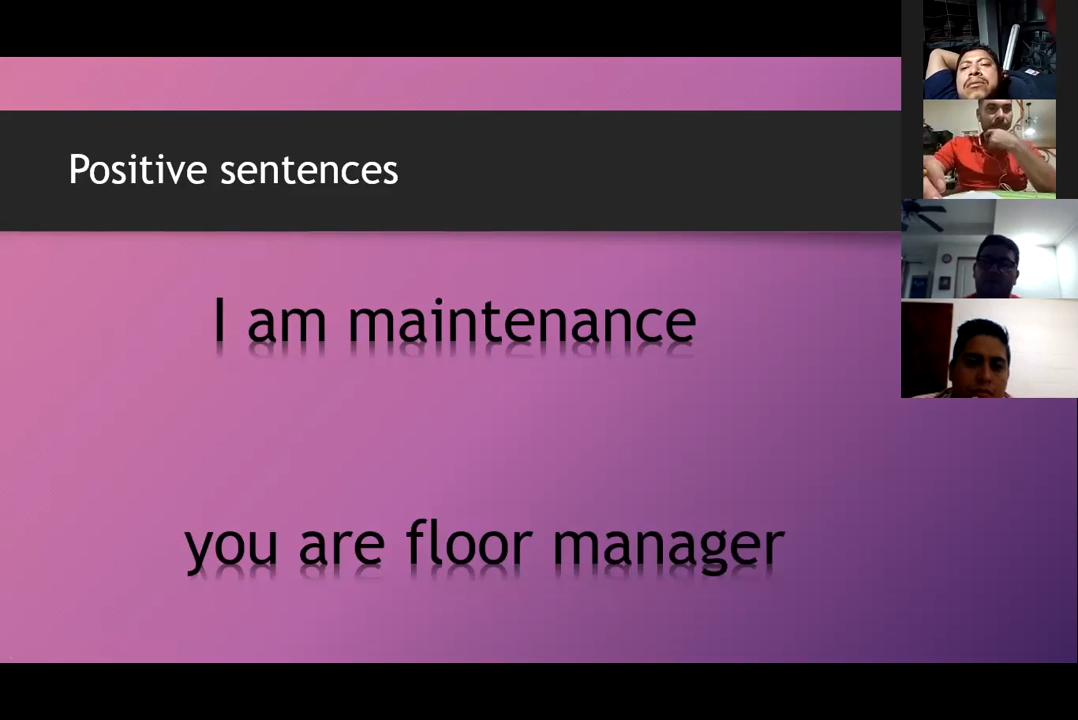 Positive sentences
I am maintenance
you are floor manager